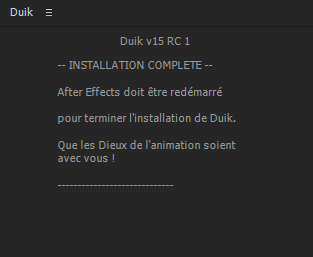 Duik ≡
Duik v15 RC 1
-- INSTALLATION COMPLETE --
After Effects doit être redémarré
pour terminer l'installation de Duik.
Que les Dieux de l'animation soient
avec vous !
-----------------------------